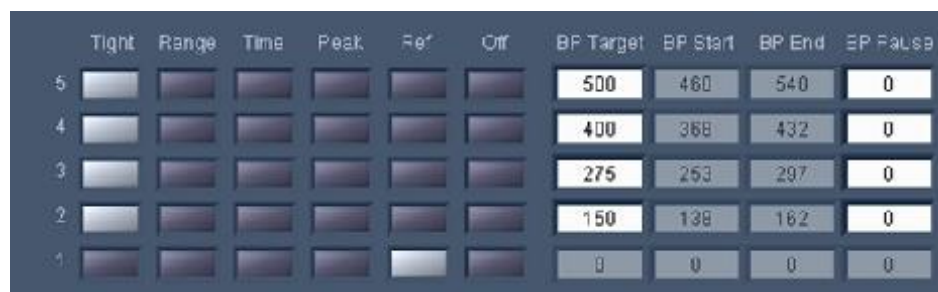 Tight Range Time Peak Ref Off BP Target BP Start BP End BP Pause
5 500 460 540 0
4 400 368 432 0
3 275 253 297 0
2 150 138 162 0
1 0 0 0 0